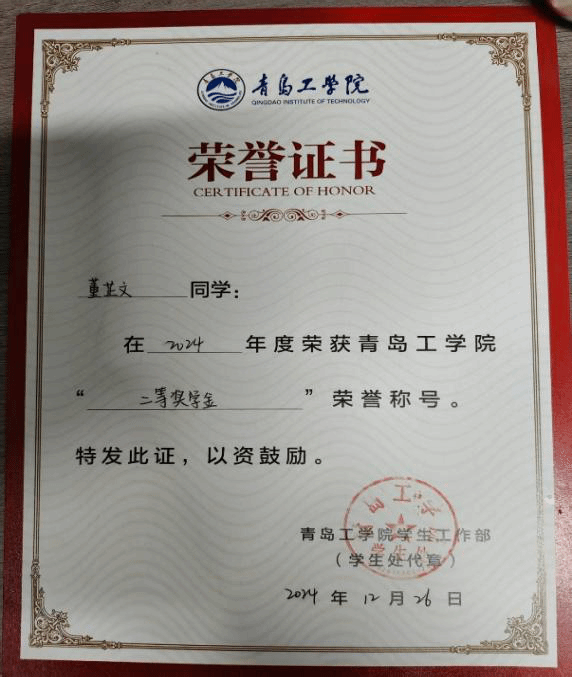 青岛工学院
QINGDAO INSTITUTE OF TECHNOLOGY
荣誉证书
CERTIFICATE OF HONOR
董芷文 同学:
在 2024 年度荣获青岛工学院
“ 二等奖学金 ” 荣誉称号。
特发此证,以资鼓励。
青岛工学院学生工作部
(学生处代章)
2024 年 12 月 26 日